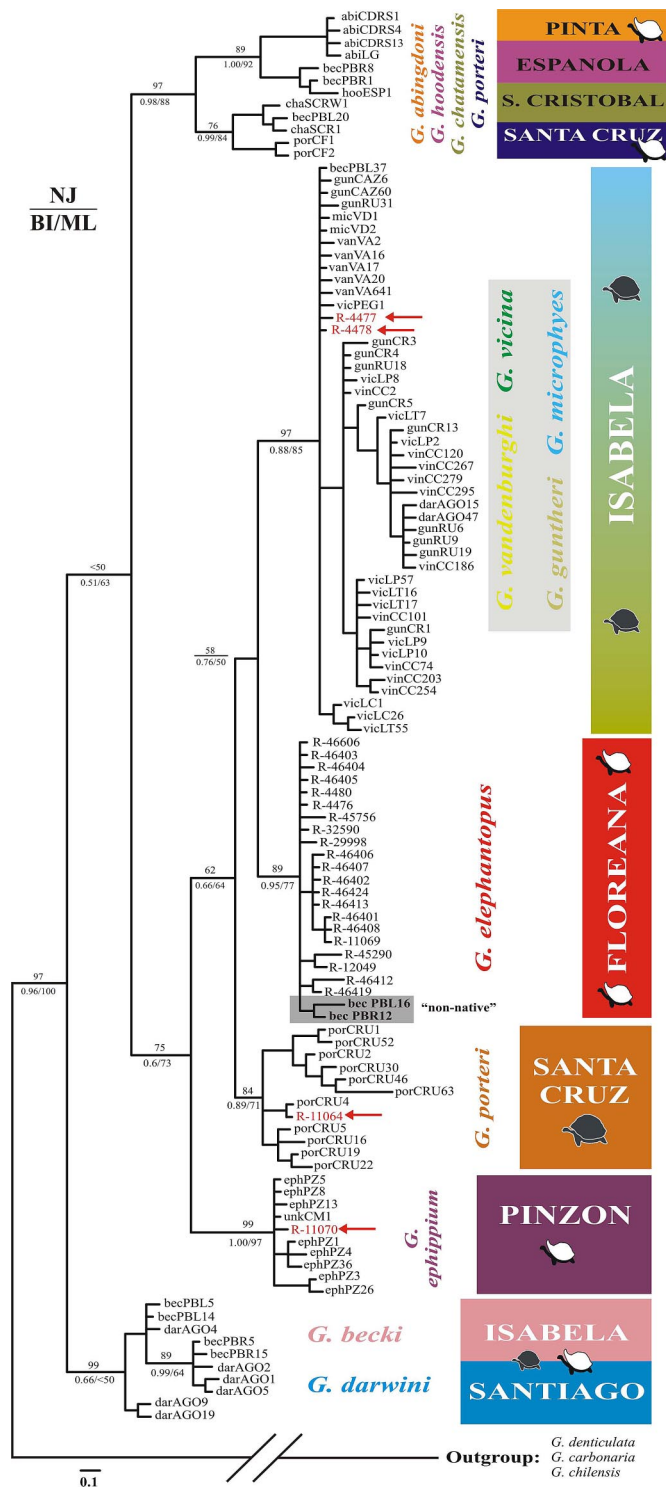 NJ
BI/ML
97
0.98/88
89
1.00/92
76
0.99/84
abiCDRS1
abiCDRS4
abiCDRS13
abiLG
becPBR8
becPBR1
hooESP1
chaSCRW1
becPBL20
chaSCR1
porCF1
porCF2
G. abingdoni
G. hoodensis
G. chatamensis
G. porteri
PINTA
ESPANOLA
S. CRISTOBAL
SANTA CRUZ
becPBL37
gunCAZ6
gunCAZ60
gunRU31
micVD1
micVD2
vanVA2
vanVA16
vanVA17
vanVA20
vanVA641
vicPEG1
R-4477
R-4478
gunCR3
gunCR4
gunRU18
vicLP8
vinCC2
gunCR5
vicLT7
gunCR13
vicLP2
vinCC120
vinCC267
vinCC279
vinCC295
darAGO15
darAGO47
gunRU6
gunRU9
gunRU19
vinCC186
vicLP57
vicLT16
vicLT17
vinCC101
gunCR1
vicLP9
vicLP10
vinCC74
vinCC203
vinCC254
vicLC1
vicLC26
vicLT55
97
0.88/85
G. vandenburghi
G. vicina
G. guntheri
G. microphyes
ISABELA
<50
0.51/63
58
0.76/50
R-46606
R-46403
R-46404
R-46405
R-4480
R-4476
R-45756
R-32590
R-29998
R-46406
R-46407
R-46402
R-46424
R-46413
R-46401
R-46408
R-11069
R-45290
R-12049
R-46412
R-46419
bec PBL16
bec PBR12
"non-native"
89
0.95/77
62
0.66/64
G. elephantopus
FLOREANA
97
0.96/100
75
0.6/73
porCRU1
porCRU52
porCRU2
porCRU30
porCRU46
porCRU63
porCRU4
R-11064
porCRU5
porCRU16
porCRU19
porCRU22
84
0.89/71
G. porteri
SANTA
CRUZ
ephPZ5
ephPZ8
ephPZ13
unkCM1
R-11070
ephPZ1
ephPZ4
ephPZ36
ephPZ3
ephPZ26
99
1.00/97
G.
ephippium
PINZON
becPBL5
becPBL14
darAGO4
becPBR5
becPBR15
darAGO2
darAGO1
darAGO5
darAGO9
darAGO19
99
0.66/<50
89
0.99/64
G. becki
G. darwini
ISABELA
SANTIAGO
0.1
Outgroup:
G. denticulata
G. carbonaria
G. chilensis